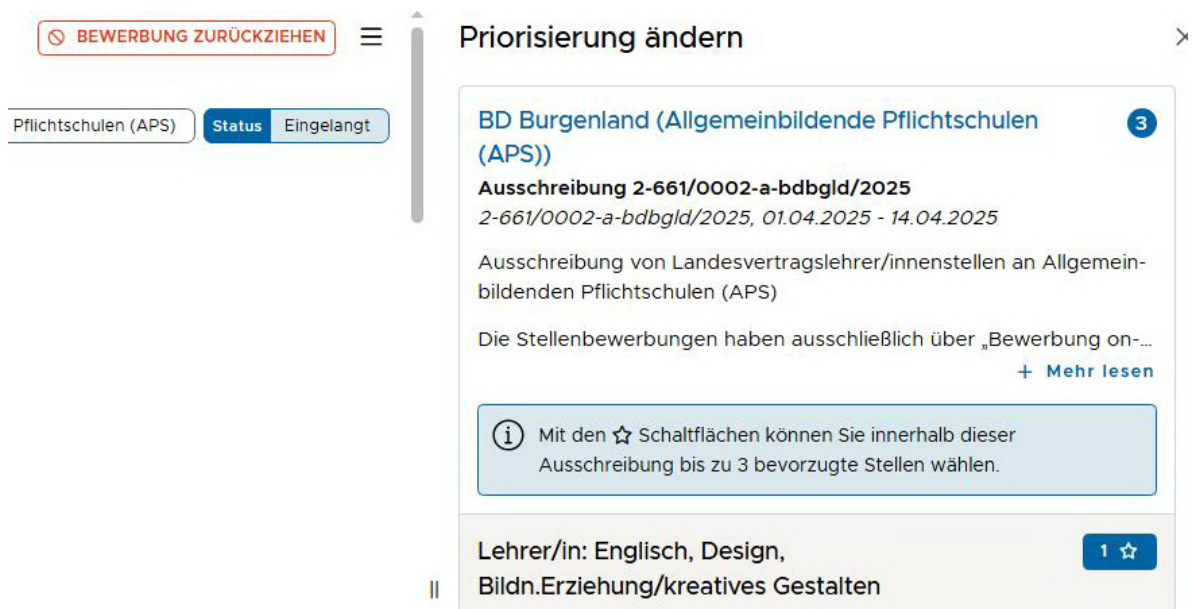 BEWERBUNG ZURÜCKZIEHEN
Pflichtschulen (APS)
Status Eingelangt
Priorisierung ändern
BD Burgenland (Allgemeinbildende Pflichtschulen
(APS))
3
Ausschreibung 2-661/0002-a-bdbgld/2025
2-661/0002-a-bdbgld/2025, 01.04.2025 - 14.04.2025
Ausschreibung von Landesvertragslehrer/innenstellen an Allgemein-
bildenden Pflichtschulen (APS)
Die Stellenbewerbungen haben ausschließlich über „Bewerbung on-...
+ Mehr lesen
Mit den ☆ Schaltflächen können Sie innerhalb dieser
Ausschreibung bis zu 3 bevorzugte Stellen wählen.
Lehrer/in: Englisch, Design,
Bildn.Erziehung/kreatives Gestalten
1 ☆